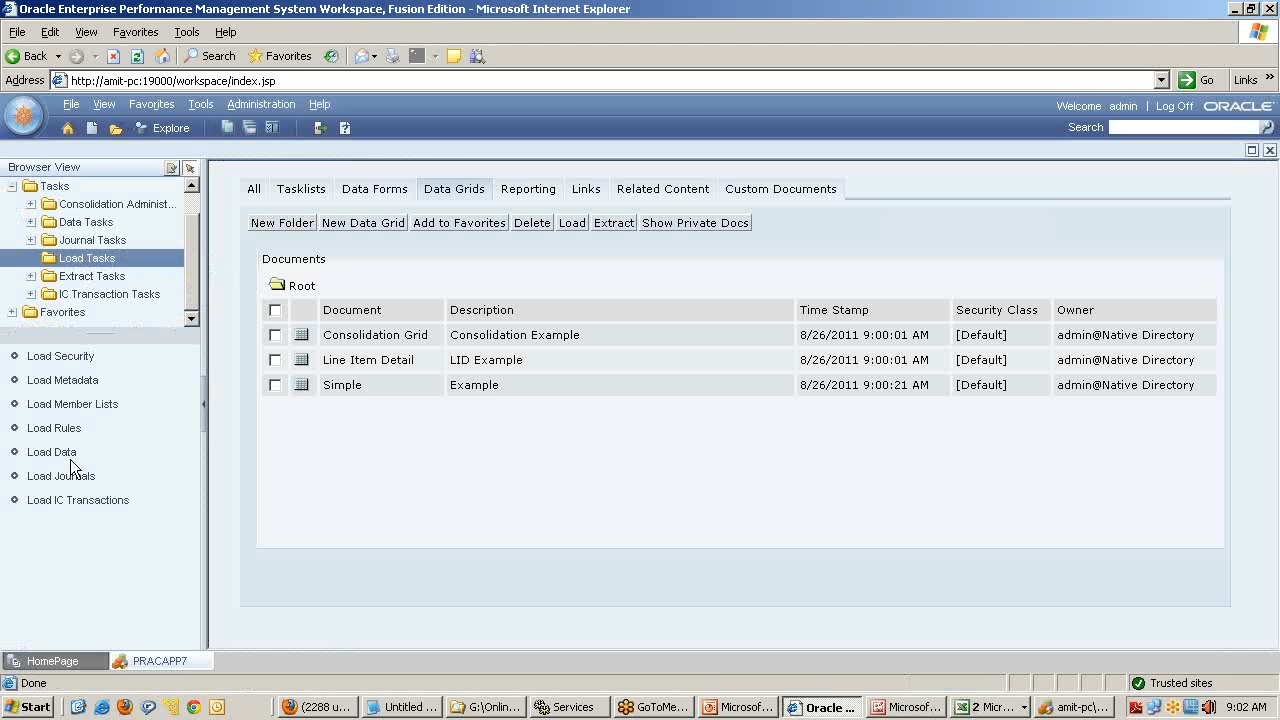 Oracle Enterprise Performance Management System Workspace, Fusion Edition - Microsoft Internet Explorer
File Edit View Favorites Tools Help
Back Search Favorites
Address http://amit-pc:19000/workspace/index.jsp Go Links »
File View Favorites Tools Administration Help Welcome admin Log Off ORACLE
Explore Search
Browser View
Tasks
Consolidation Administ...
Data Tasks
Journal Tasks
Load Tasks
Extract Tasks
IC Transaction Tasks
Favorites
Load Security
Load Metadata
Load Member Lists
Load Rules
Load Data
Load Journals
Load IC Transactions
All Tasklists Data Forms Data Grids Reporting Links Related Content Custom Documents
New Folder New Data Grid Add to Favorites Delete Load Extract Show Private Docs
Documents
Root
Document Description Time Stamp Security Class Owner
Consolidation Grid Consolidation Example 8/26/2011 9:00:01 AM [Default] admin@Native Directory
Line Item Detail LID Example 8/26/2011 9:00:01 AM [Default] admin@Native Directory
Simple Example 8/26/2011 9:00:21 AM [Default] admin@Native Directory
HomePage PRACAPP7
Done Trusted sites
Start (2288 u... Untitled ... G:\Onlin... Services GoToMe... Microsof... Oracle ... Microsof... 2 Micr... amit-pc\... 9:02 AM